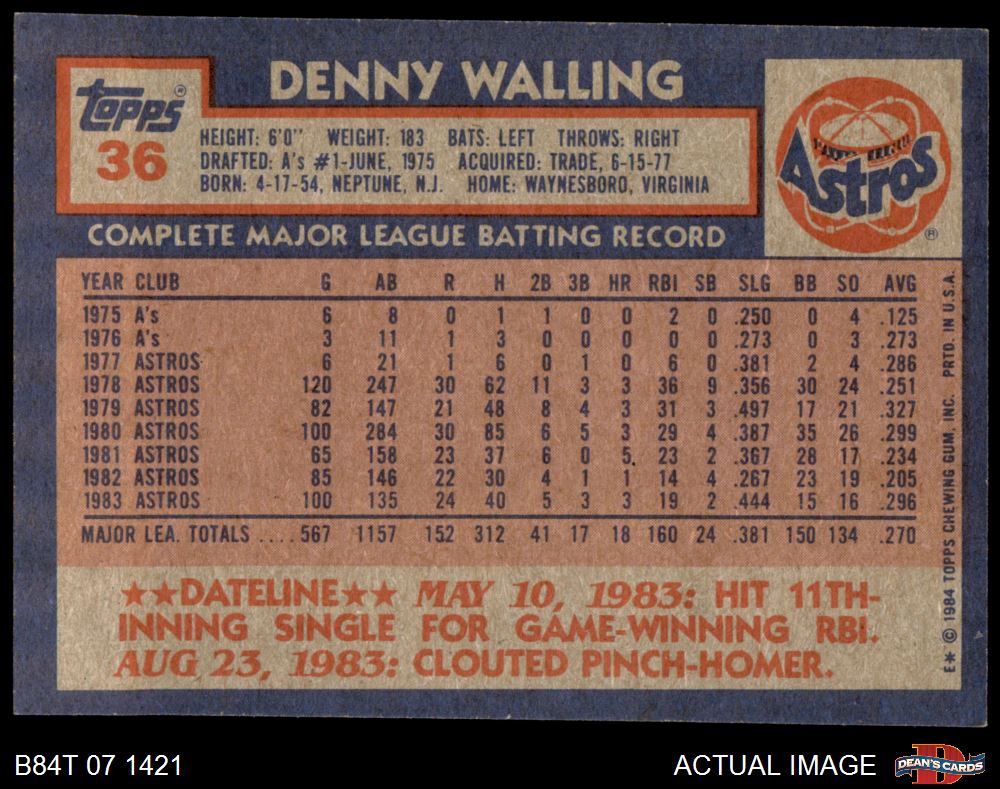 DENNY WALLING
Topps®
36
HEIGHT: 6'0" WEIGHT: 183 BATS: LEFT THROWS: RIGHT
DRAFTED: A's #1-JUNE, 1975 ACQUIRED: TRADE, 6-15-77
BORN: 4-17-54, NEPTUNE, N.J. HOME: WAYNESBORO, VIRGINIA
Astros
®
COMPLETE MAJOR LEAGUE BATTING RECORD
YEAR CLUB G AB R H 2B 3B HR RBI SB SLG BB SO AVG
1975 A's 6 8 0 1 1 0 0 2 0 .250 0 4 .125
1976 A's 3 11 1 3 0 0 0 0 0 .273 0 3 .273
1977 ASTROS 6 21 1 6 0 1 0 6 0 .381 2 4 .286
1978 ASTROS 120 247 30 62 11 3 3 36 9 .356 30 24 .251
1979 ASTROS 82 147 21 48 8 4 3 31 3 .497 17 21 .327
1980 ASTROS 100 284 30 85 6 5 3 29 4 .387 35 26 .299
1981 ASTROS 65 158 23 37 6 0 5 23 2 .367 28 17 .234
1982 ASTROS 85 146 22 30 4 1 1 14 4 .267 23 19 .205
1983 ASTROS 100 135 24 40 5 3 3 19 2 .444 15 16 .296
MAJOR LEA. TOTALS .... 567 1157 152 312 41 17 18 160 24 .381 150 134 .270
★★DATELINE★★ MAY 10, 1983: HIT 11TH-
INNING SINGLE FOR GAME-WINNING RBI.
AUG 23, 1983: CLOUTED PINCH-HOMER.
E* © 1984 TOPPS CHEWING GUM, INC. PRTD. IN U.S.A.
B84T 07 1421
ACTUAL IMAGE
DEAN'S CARDS